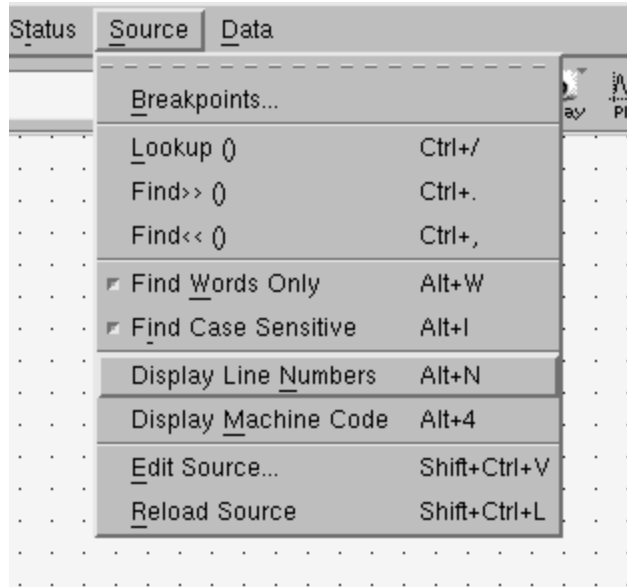 Status Source Data
Breakpoints...
Lookup () Ctrl+/
Find>> () Ctrl+.
Find<< () Ctrl+,
Find Words Only Alt+W
Find Case Sensitive Alt+I
Display Line Numbers Alt+N
Display Machine Code Alt+4
Edit Source... Shift+Ctrl+V
Reload Source Shift+Ctrl+L